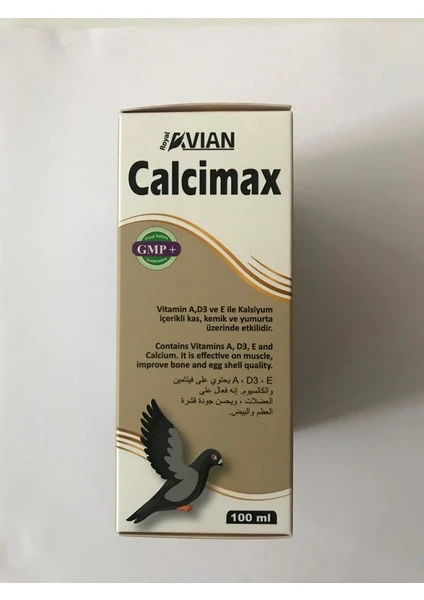 Royal AVIAN
Calcimax
Food Safety
GMP +
Assurance
Vitamin A,D3 ve E ile Kalsiyum
içerikli kas, kemik ve yumurta
üzerinde etkilidir.
Contains Vitamins A, D3, E and
Calcium. It is effective on muscle,
improve bone and egg shell quality.
يحتوي على فيتامين A ، D3 ، E
والكالسيوم. إنه فعال على
العضلات ، ويحسن جودة قشرة
العظم والبيض.
100 ml